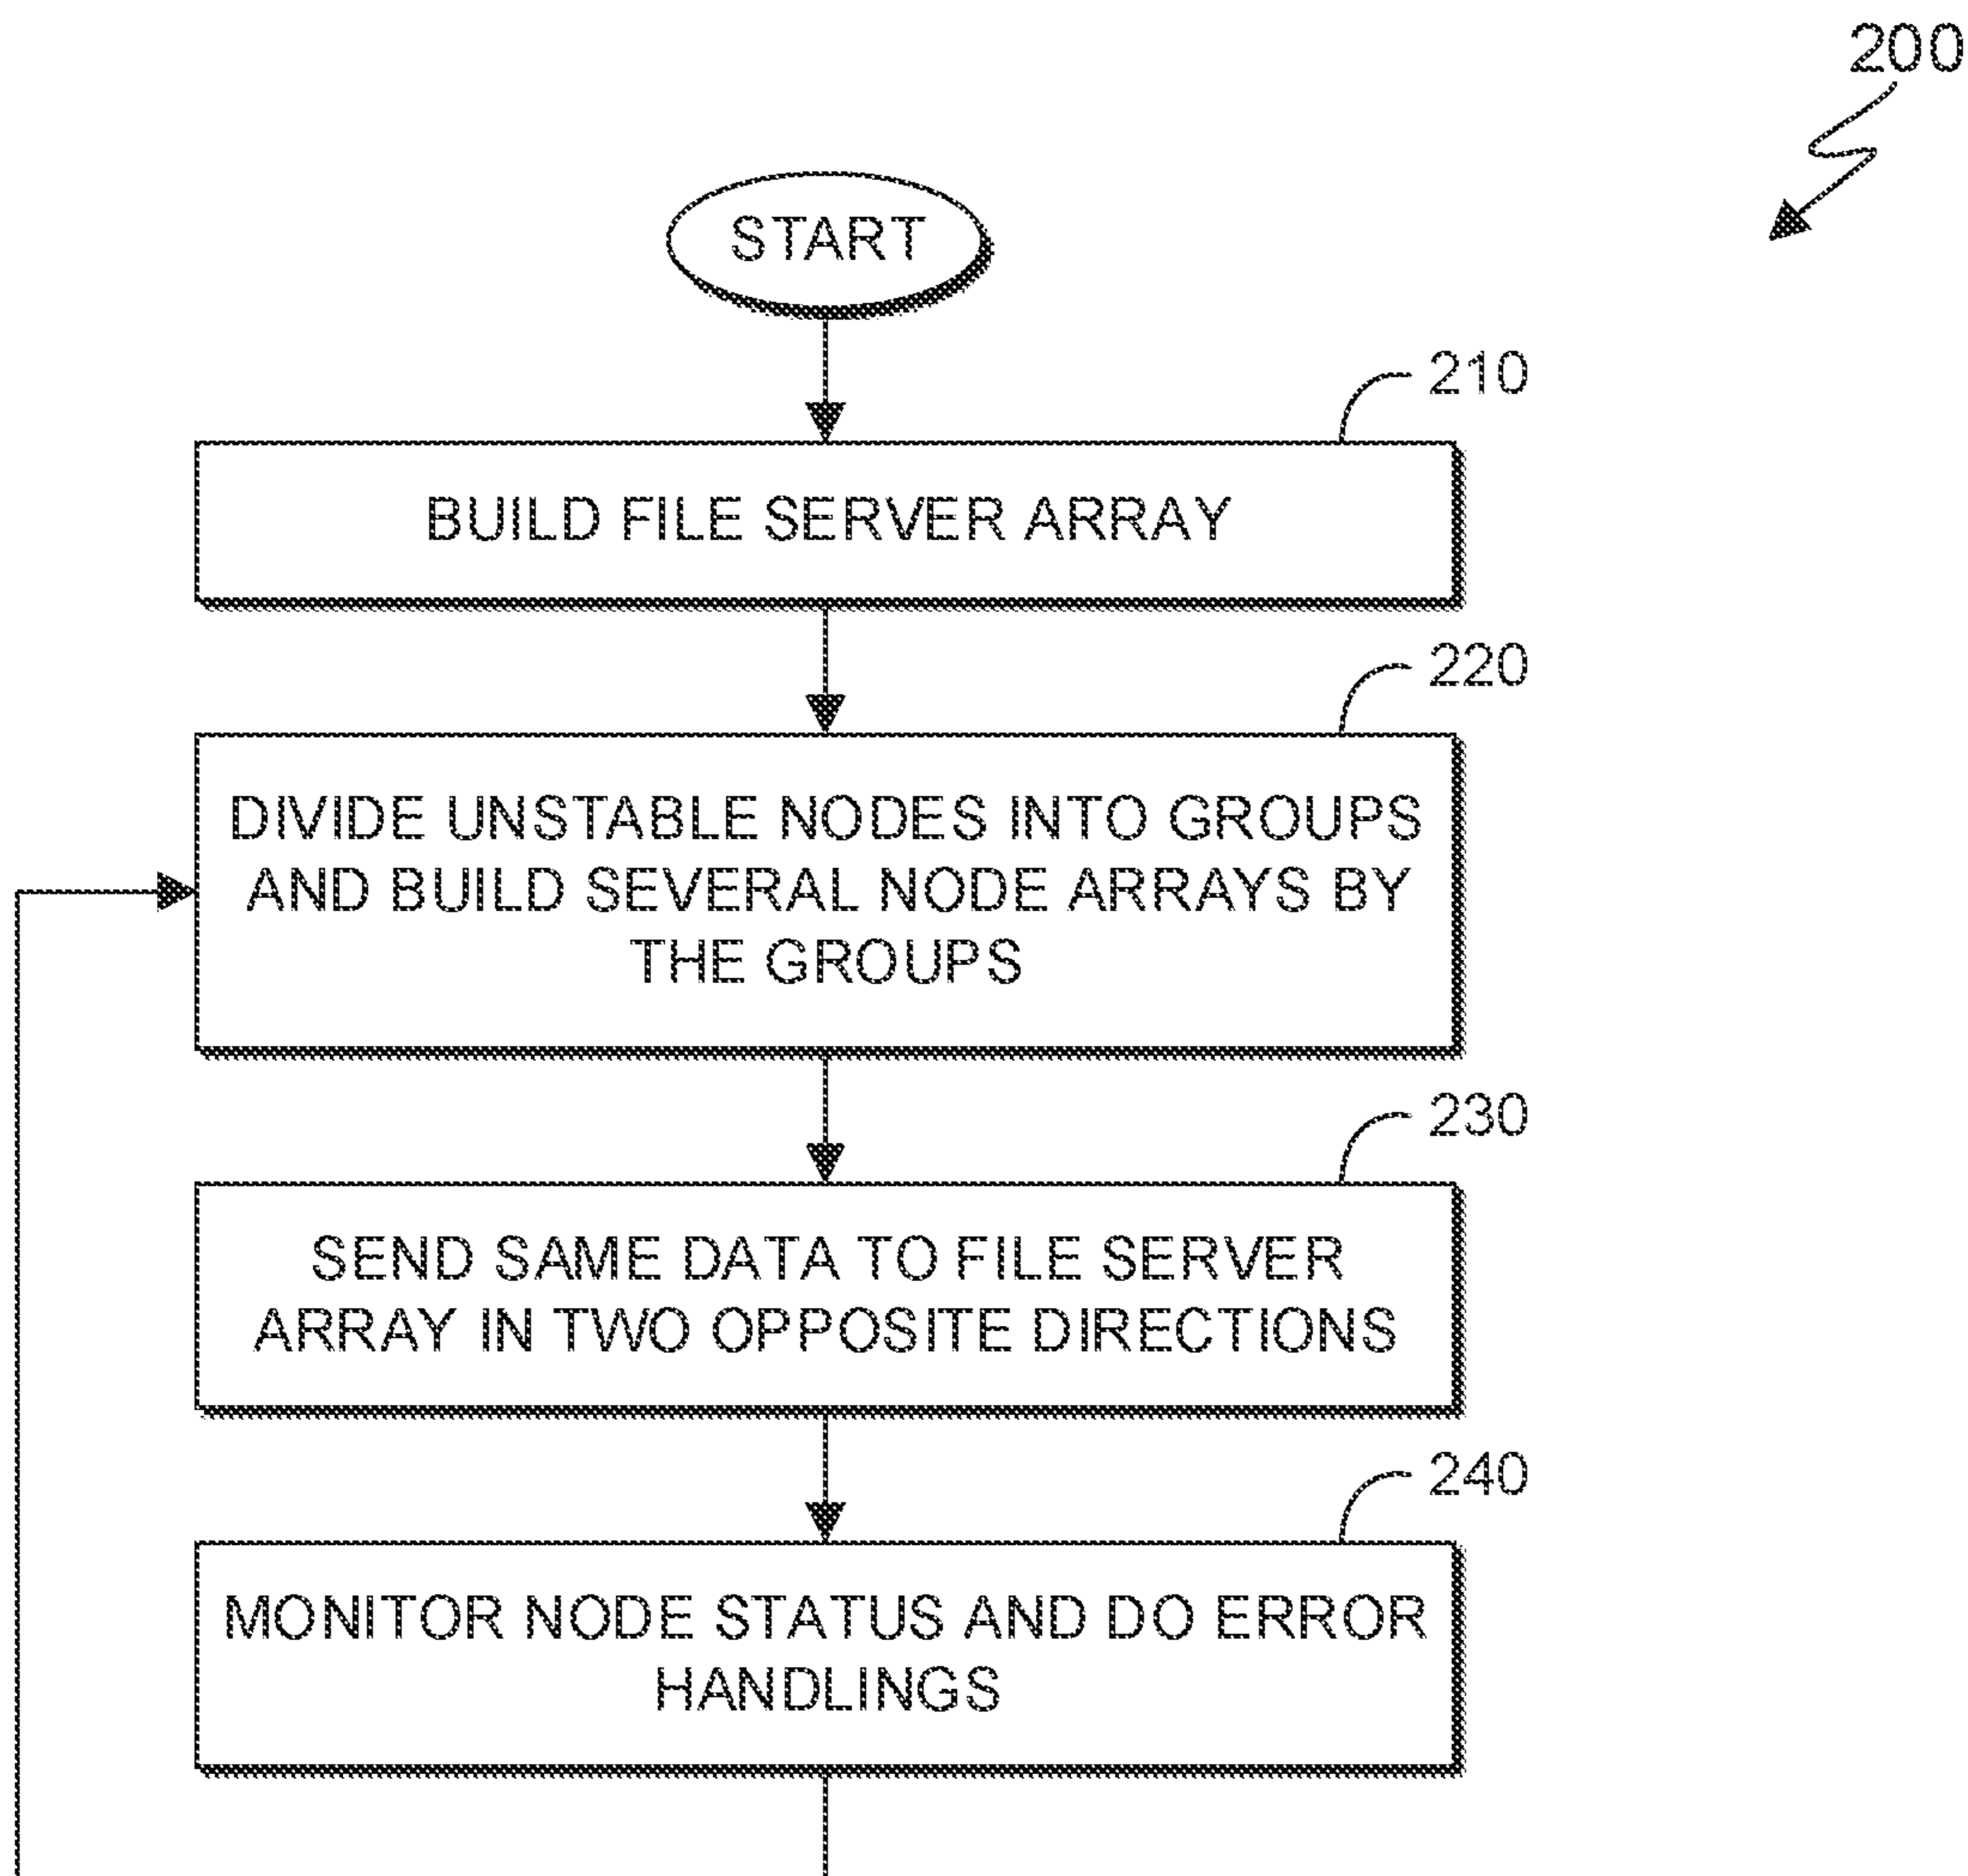 200
START
210
BUILD FILE SERVER ARRAY
220
DIVIDE UNSTABLE NODES INTO GROUPS
AND BUILD SEVERAL NODE ARRAYS BY
THE GROUPS
230
SEND SAME DATA TO FILE SERVER
ARRAY IN TWO OPPOSITE DIRECTIONS
240
MONITOR NODE STATUS AND DO ERROR
HANDLINGS